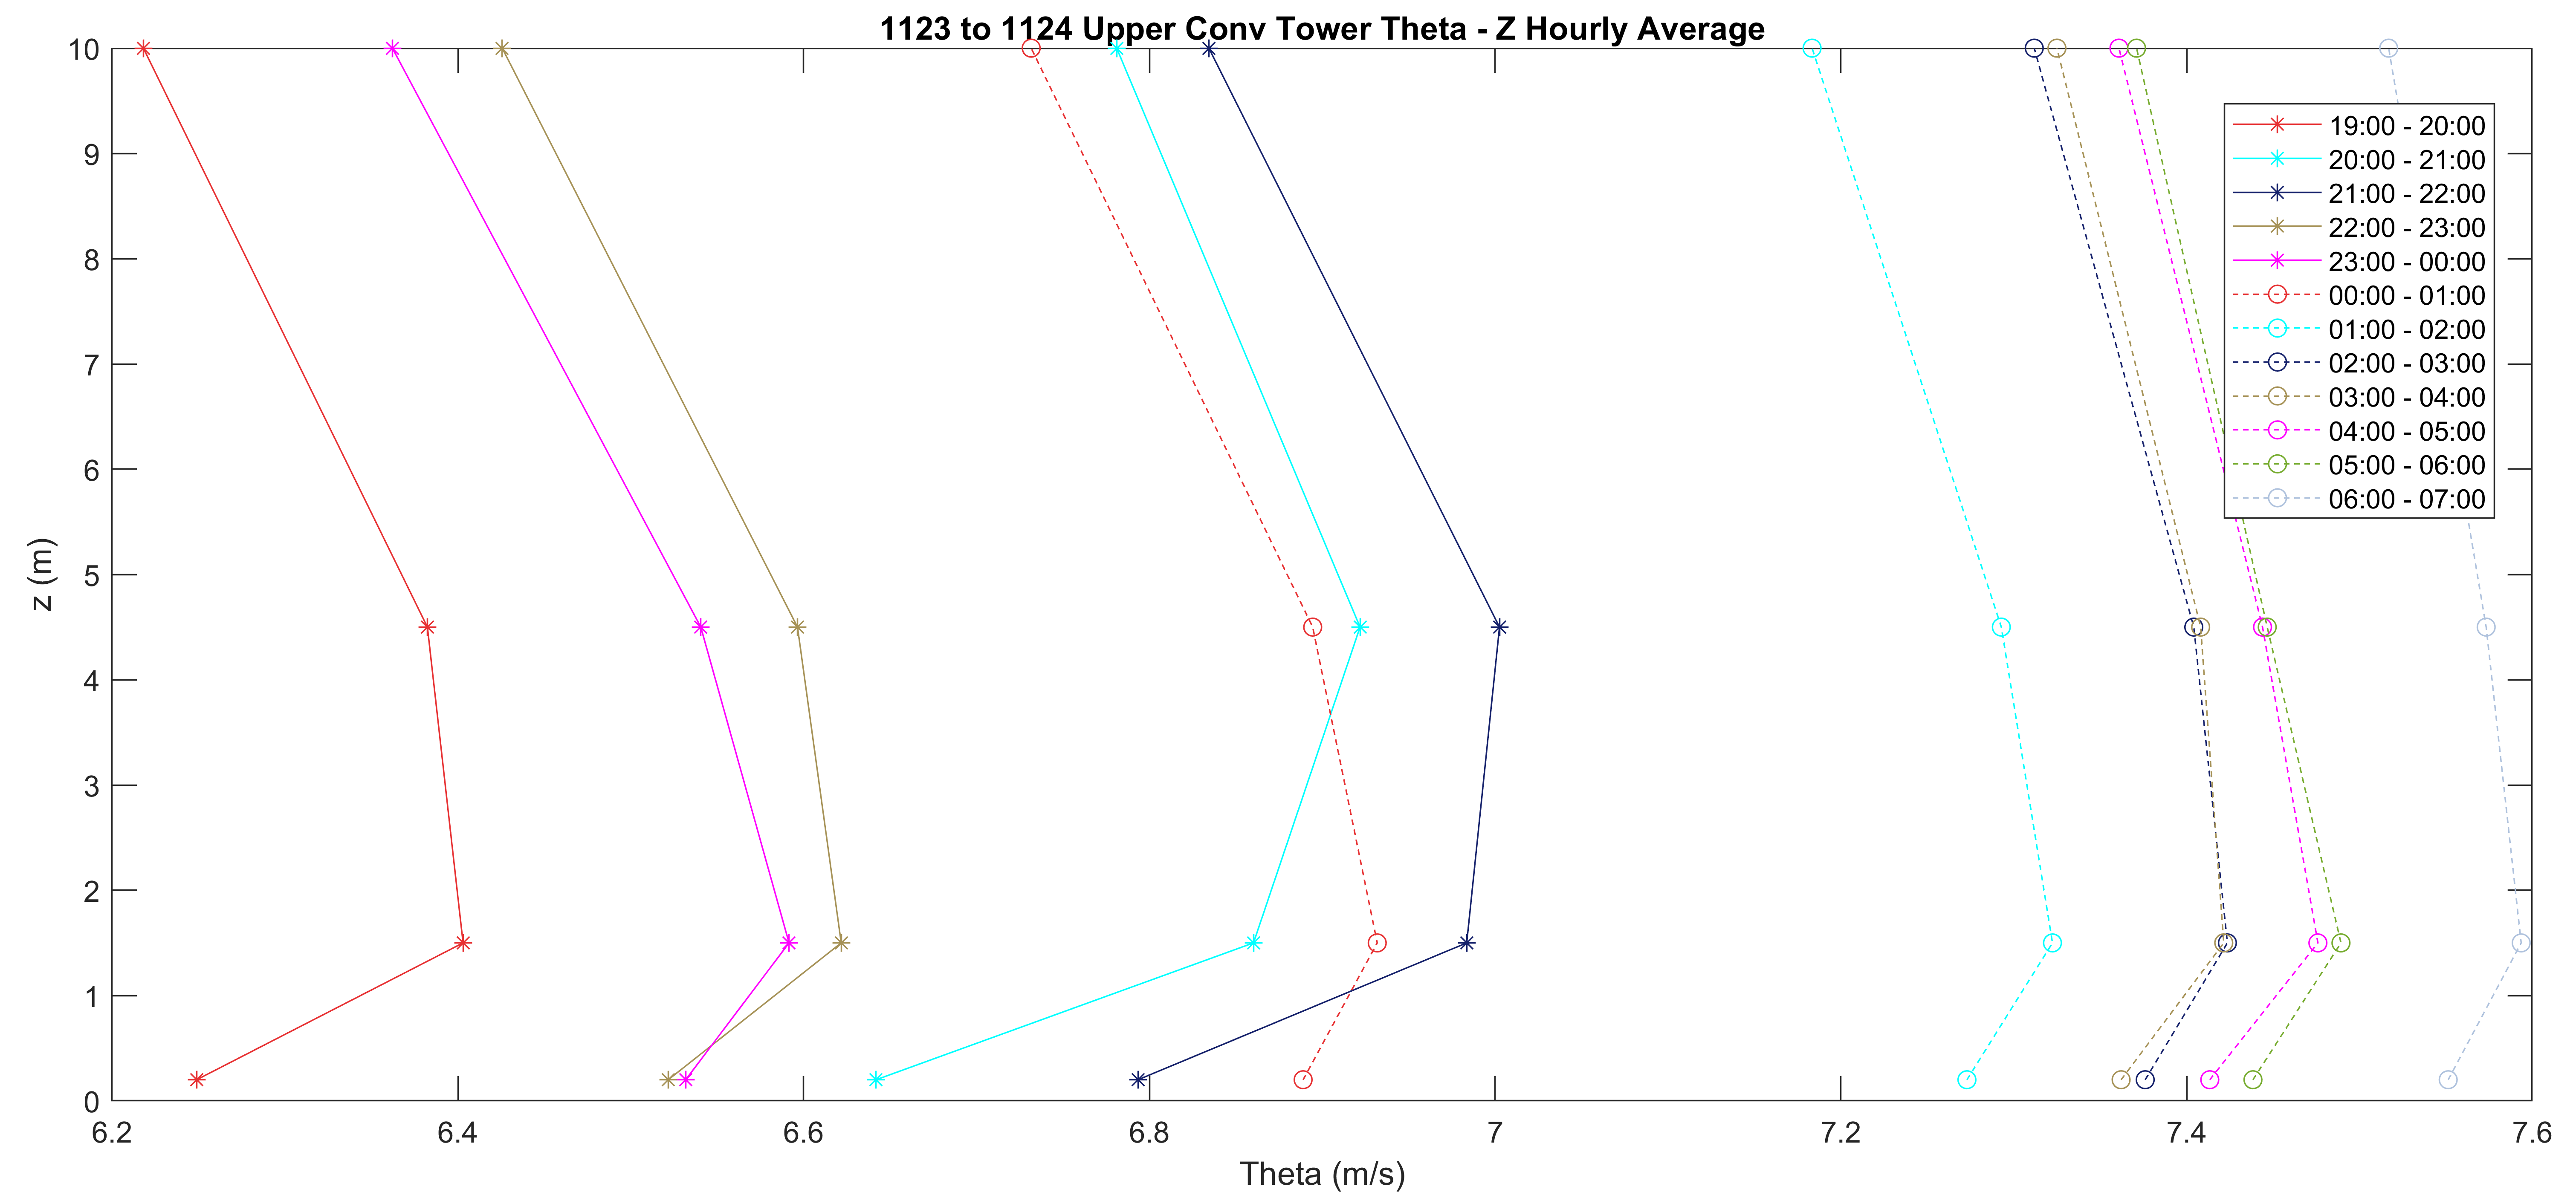 1123 to 1124 Upper Conv Tower Theta - Z Hourly Average
10
9
8
7
6
5
4
3
2
1
0
z (m)
19:00 - 20:00
20:00 - 21:00
21:00 - 22:00
22:00 - 23:00
23:00 - 00:00
00:00 - 01:00
01:00 - 02:00
02:00 - 03:00
03:00 - 04:00
04:00 - 05:00
05:00 - 06:00
06:00 - 07:00
6.2 6.4 6.6 6.8 7 7.2 7.4 7.6
Theta (m/s)